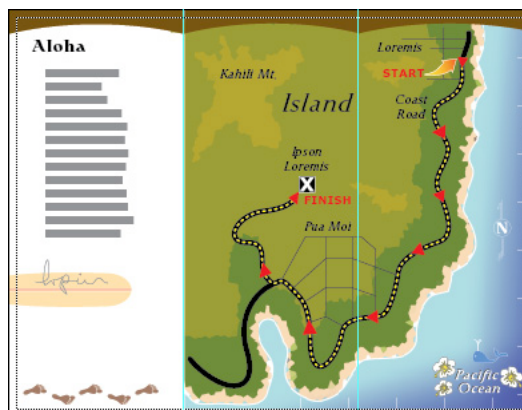 Aloha
Loremis
START
Kahili Mt.
Coast
Road
Island
Ipson
Loremis
X
FINISH
Pua Mot
N
Pacific
Ocean